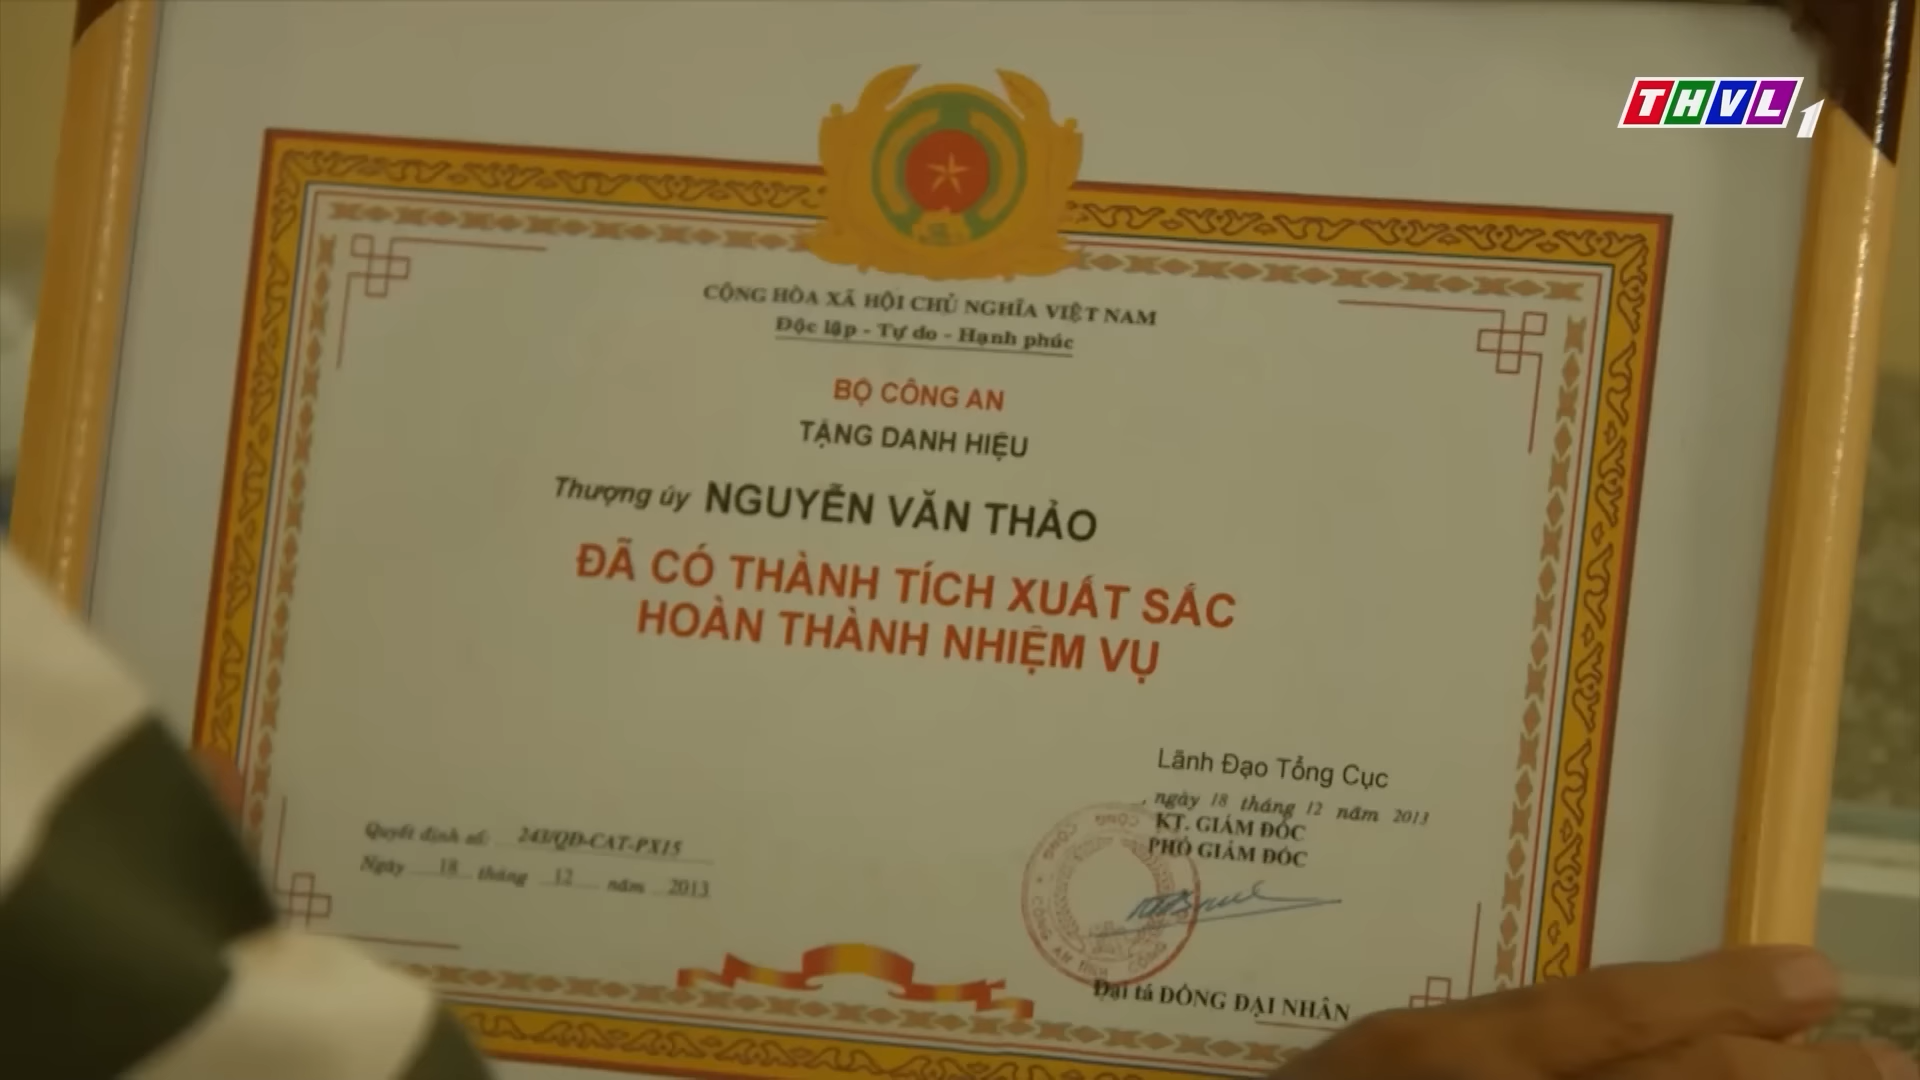 THVL1
CỘNG HÒA XÃ HỘI CHỦ NGHĨA VIỆT NAM
Độc lập - Tự do - Hạnh phúc
BỘ CÔNG AN
TẶNG DANH HIỆU
Thượng úy NGUYỄN VĂN THẢO
ĐÃ CÓ THÀNH TÍCH XUẤT SẮC
HOÀN THÀNH NHIỆM VỤ
Lãnh Đạo Tổng Cục
, ngày 18 tháng 12 năm 2013
KT. GIÁM ĐỐC
PHÓ GIÁM ĐỐC
Đại tá ĐỒNG DẠI NHÂN
Quyết định số: 243/QD-CAT-PX15
Ngày 18 tháng 12 năm 2013